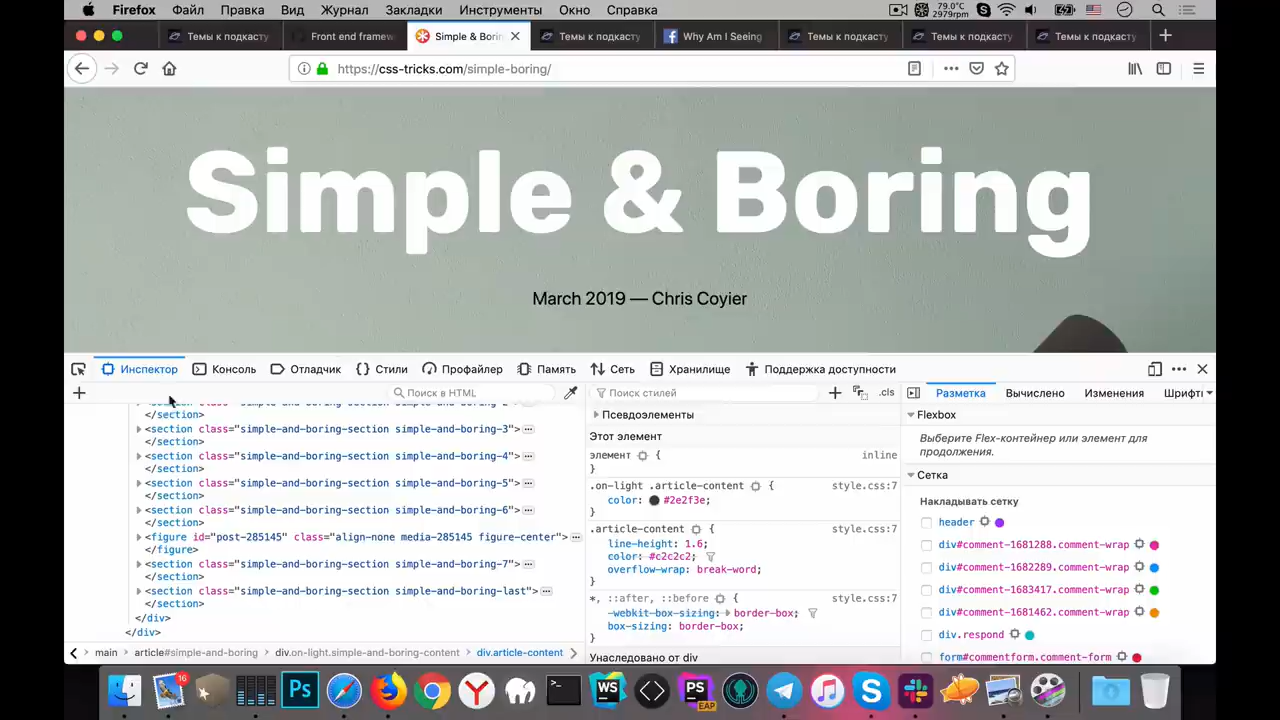 Firefox Файл Правка Вид Журнал Закладки Инструменты Окно Справка 79.0°C 2979rpm
Темы к подкасту Front end framew Simple & Borin Темы к подкасту Why Am I Seeing Темы к подкасту Темы к подкасту Темы к подкасту
https://css-tricks.com/simple-boring/
Simple & Boring
March 2019 — Chris Coyier
Инспектор Консоль Отладчик Стили Профайлер Память Сеть Хранилище Поддержка доступности
Поиск в HTML
</section>
<section class="simple-and-boring-section simple-and-boring-3">
</section>
<section class="simple-and-boring-section simple-and-boring-4">
</section>
<section class="simple-and-boring-section simple-and-boring-5">
</section>
<section class="simple-and-boring-section simple-and-boring-6">
</section>
<figure id="post-285145" class="align-none media-285145 figure-center">
</figure>
<section class="simple-and-boring-section simple-and-boring-7">
</section>
<section class="simple-and-boring-section simple-and-boring-last">
</section>
</div>
</div>
main article#simple-and-boring div.on-light.simple-and-boring-content div.article-content
Поиск стилей .cls
Псевдоэлементы
Этот элемент
элемент { inline
}
.on-light .article-content { style.css:7
color: #2e2f3e;
}
.article-content { style.css:7
line-height: 1.6;
color: #c2c2c2;
overflow-wrap: break-word;
}
*, ::after, ::before { style.css:7
-webkit-box-sizing: border-box;
box-sizing: border-box;
}
Унаследовано от div
Разметка Вычислено Изменения Шрифты
Flexbox
Выберите Flex-контейнер или элемент для
продолжения.
Сетка
Накладывать сетку
header
div#comment-1681288.comment-wrap
div#comment-1682289.comment-wrap
div#comment-1683417.comment-wrap
div#comment-1681462.comment-wrap
div.respond
form#commentform.comment-form
16 Ps WS PS EAP